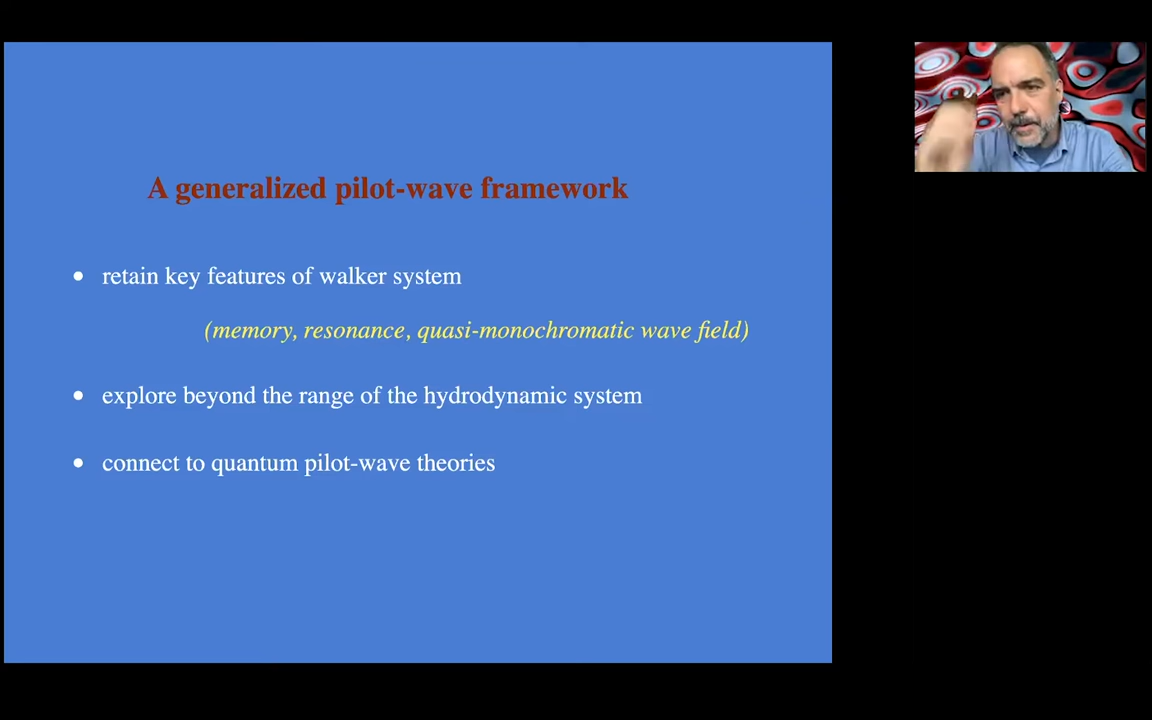 A generalized pilot-wave framework
• retain key features of walker system
(memory, resonance, quasi-monochromatic wave field)
• explore beyond the range of the hydrodynamic system
• connect to quantum pilot-wave theories